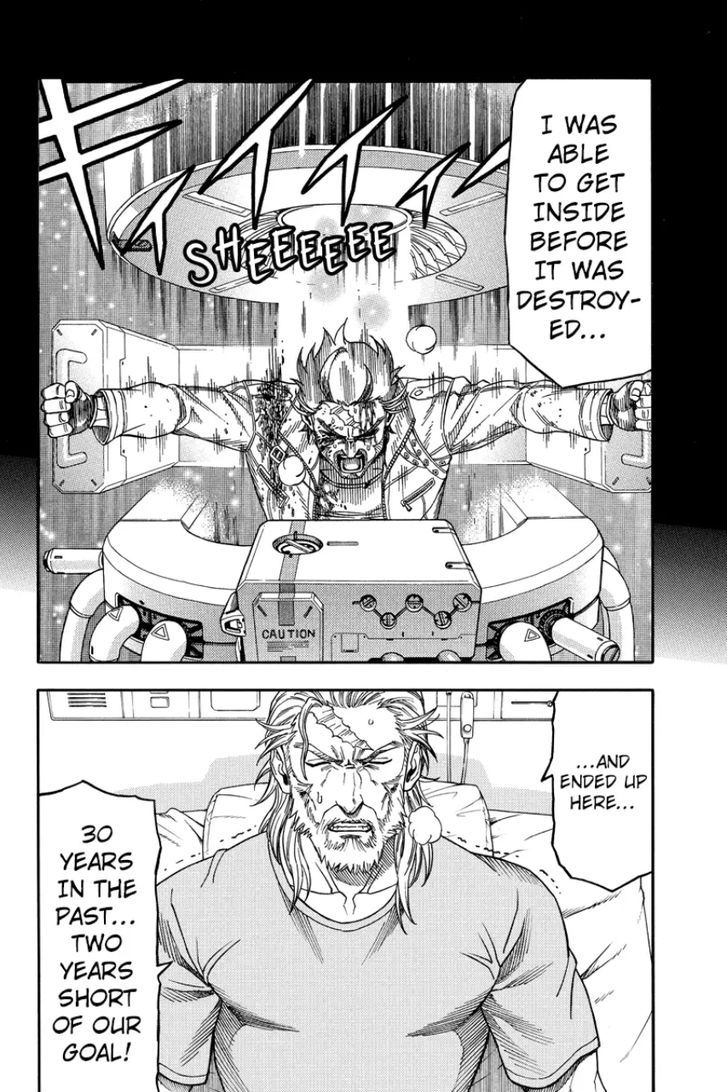 I WAS
ABLE
TO GET
INSIDE
BEFORE
IT WAS
DESTROY-
ED...
SHEEEEEEE
CAUTION
...AND
ENDED UP
HERE...
30
YEARS
IN THE
PAST...
TWO
YEARS
SHORT
OF OUR
GOAL!